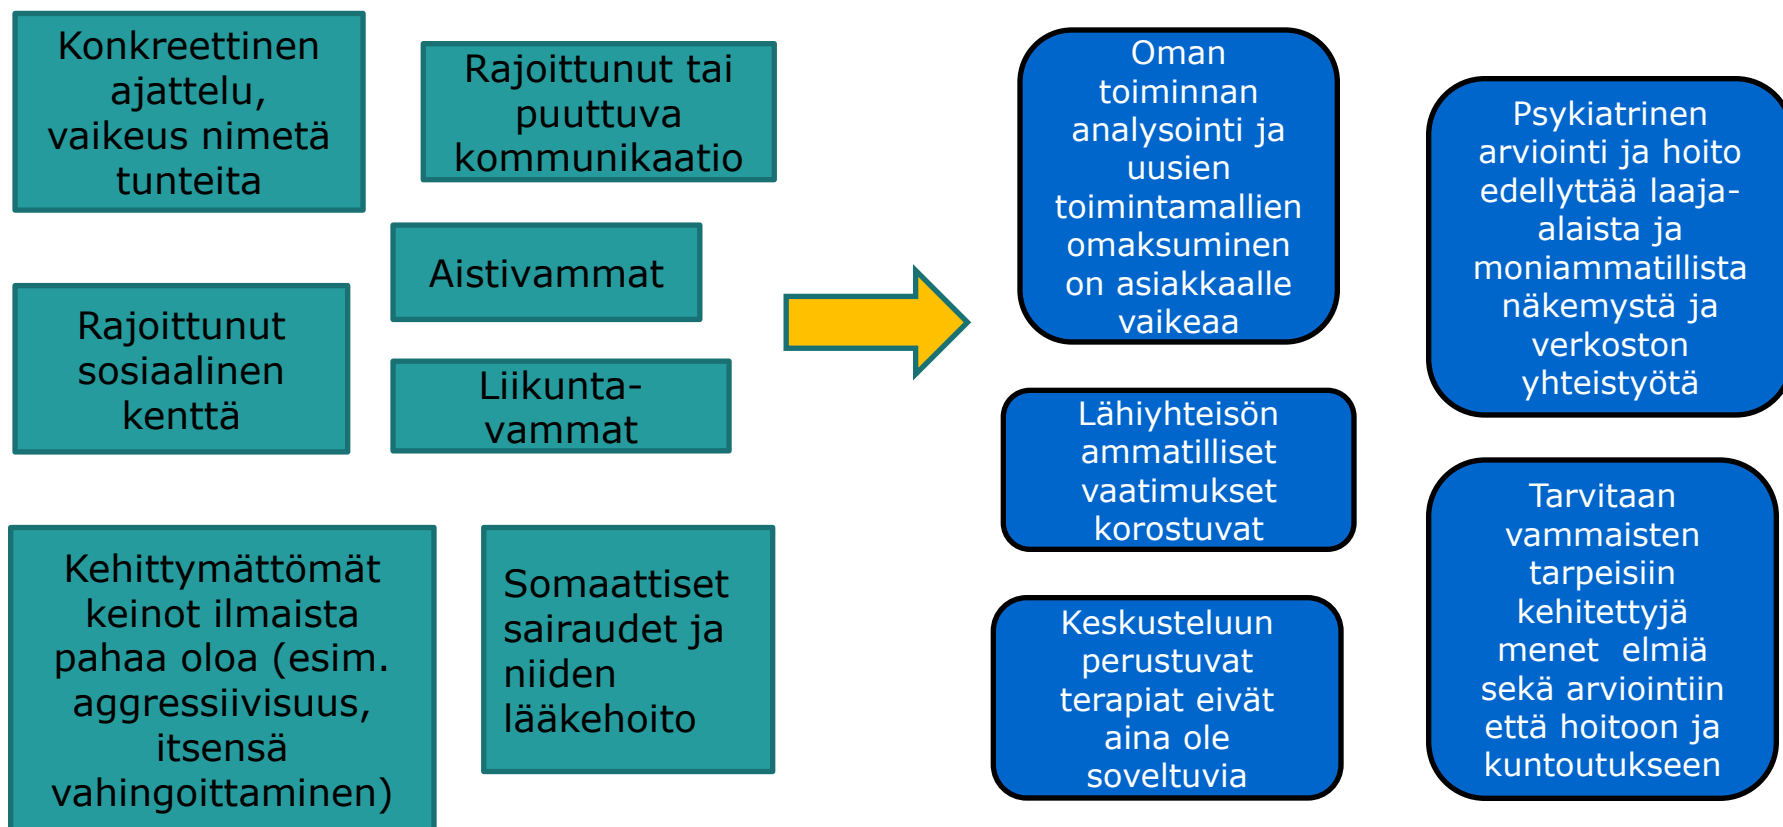 Konkreettinen
ajattelu,
vaikeus nimetä
tunteita
Rajoittunut tai
puuttuva
kommunikaatio
Aistivammat
Rajoittunut
sosiaalinen
kenttä
Liikunta-
vammat
Kehittymättömät
keinot ilmaista
pahaa oloa (esim.
aggressiivisuus,
itsensä
vahingoittaminen)
Somaattiset
sairaudet ja
niiden
lääkehoito
Oman
toiminnan
analysointi ja
uusien
toimintamallien
omaksuminen
on asiakkaalle
vaikeaa
Lähiyhteisön
ammatilliset
vaatimukset
korostuvat
Keskusteluun
perustuvat
terapiat eivät
aina ole
soveltuvia
Psykiatrinen
arviointi ja hoito
edellyttää laaja-
alaista ja
moniammatillista
näkemystä ja
verkoston
yhteistyötä
Tarvitaan
vammaisten
tarpeisiin
kehitettyjä
menet  elmiä
sekä arviointiin
että hoitoon ja
kuntoutukseen